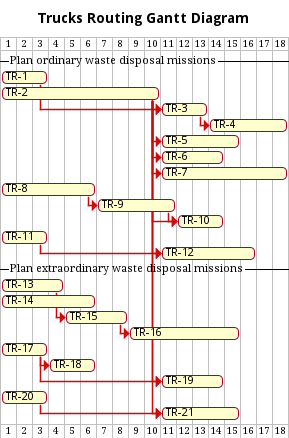 Trucks Routing Gantt Diagram
1 2 3 4 5 6 7 8 9 10 11 12 13 14 15 16 17 18
Plan ordinary waste disposal missions
TR-1
TR-2
TR-3
TR-4
TR-5
TR-6
TR-7
TR-8
TR-9
TR-10
TR-11
TR-12
Plan extraordinary waste disposal missions
TR-13
TR-14
TR-15
TR-16
TR-17
TR-18
TR-19
TR-20
TR-21
1 2 3 4 5 6 7 8 9 10 11 12 13 14 15 16 17 18